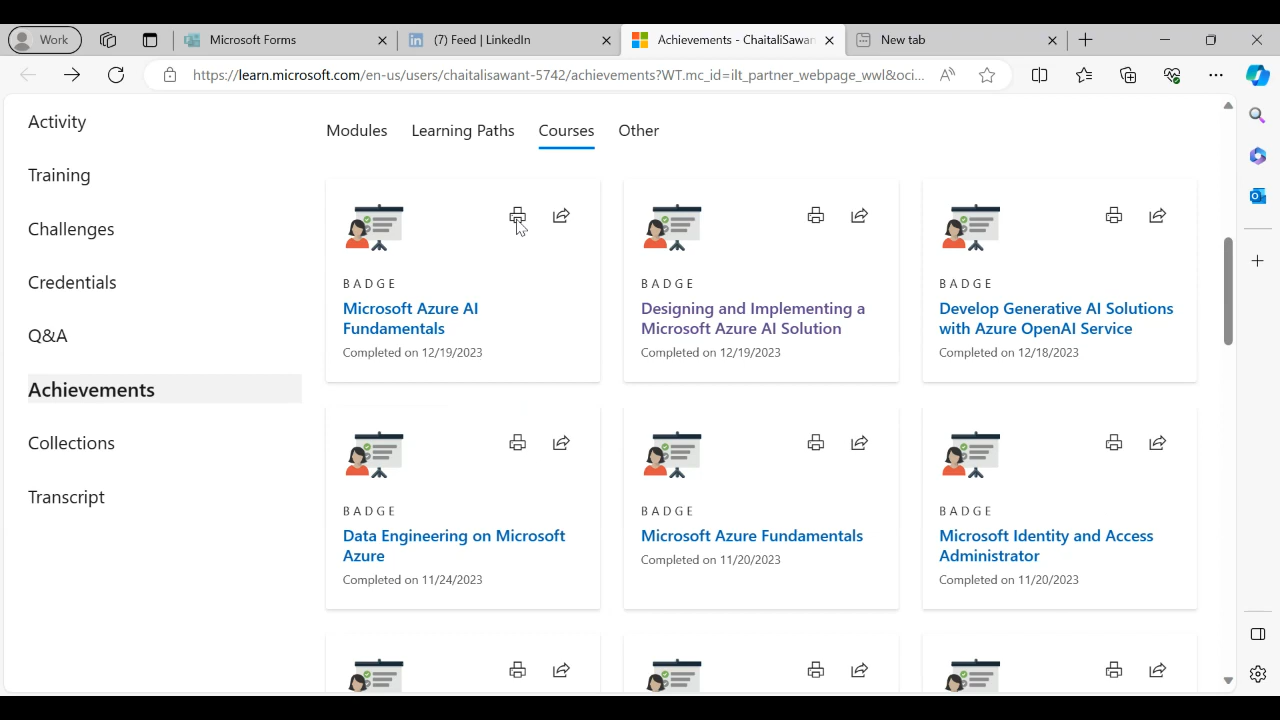 Work
Microsoft Forms
(7) Feed | LinkedIn
Achievements - ChaitaliSawan
New tab
https://learn.microsoft.com/en-us/users/chaitalisawant-5742/achievements?WT.mc_id=ilt_partner_webpage_wwl&oci...
Activity
Training
Challenges
Credentials
Q&A
Achievements
Collections
Transcript
Modules Learning Paths Courses Other
BADGE
Microsoft Azure AI
Fundamentals
Completed on 12/19/2023
BADGE
Designing and Implementing a
Microsoft Azure AI Solution
Completed on 12/19/2023
BADGE
Develop Generative AI Solutions
with Azure OpenAI Service
Completed on 12/18/2023
BADGE
Data Engineering on Microsoft
Azure
Completed on 11/24/2023
BADGE
Microsoft Azure Fundamentals
Completed on 11/20/2023
BADGE
Microsoft Identity and Access
Administrator
Completed on 11/20/2023